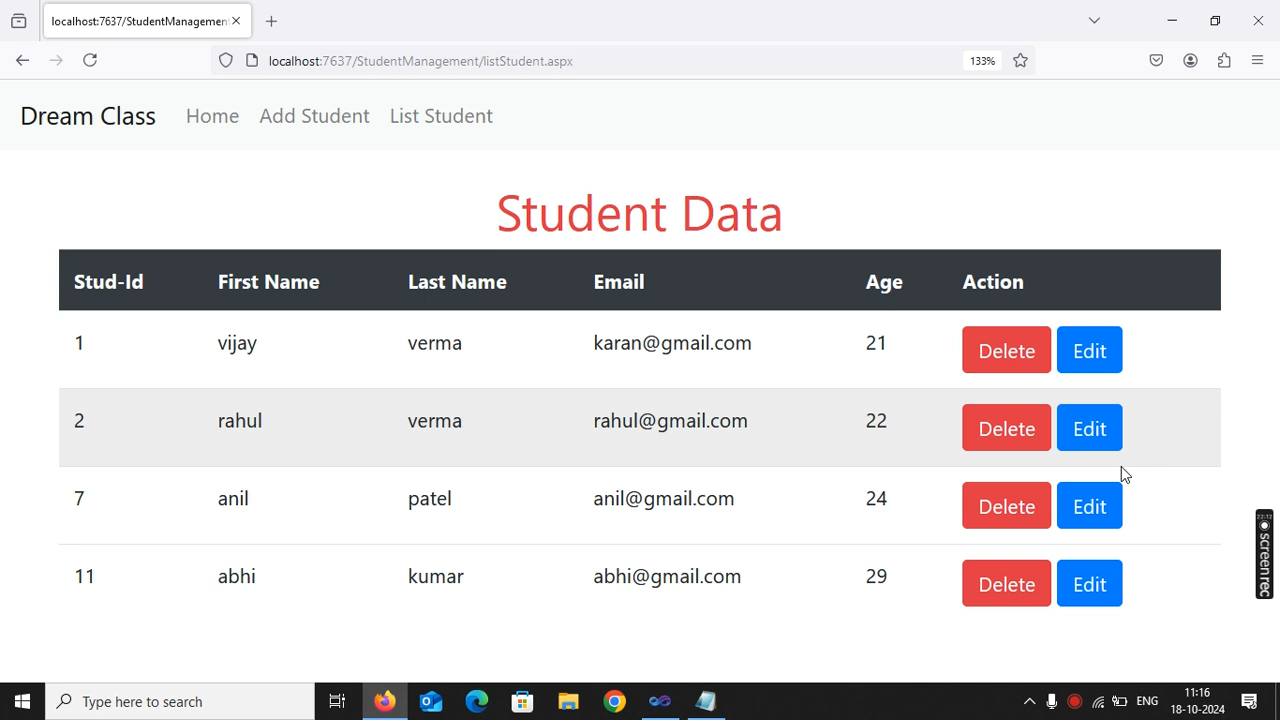 localhost:7637/StudentManagemen
localhost:7637/StudentManagement/listStudent.aspx
133%
Dream Class Home Add Student List Student
Student Data
Stud-Id First Name Last Name Email Age Action
1 vijay verma karan@gmail.com 21 Delete Edit
2 rahul verma rahul@gmail.com 22 Delete Edit
7 anil patel anil@gmail.com 24 Delete Edit
11 abhi kumar abhi@gmail.com 29 Delete Edit
screenrec
Type here to search
ENG
11:16
18-10-2024